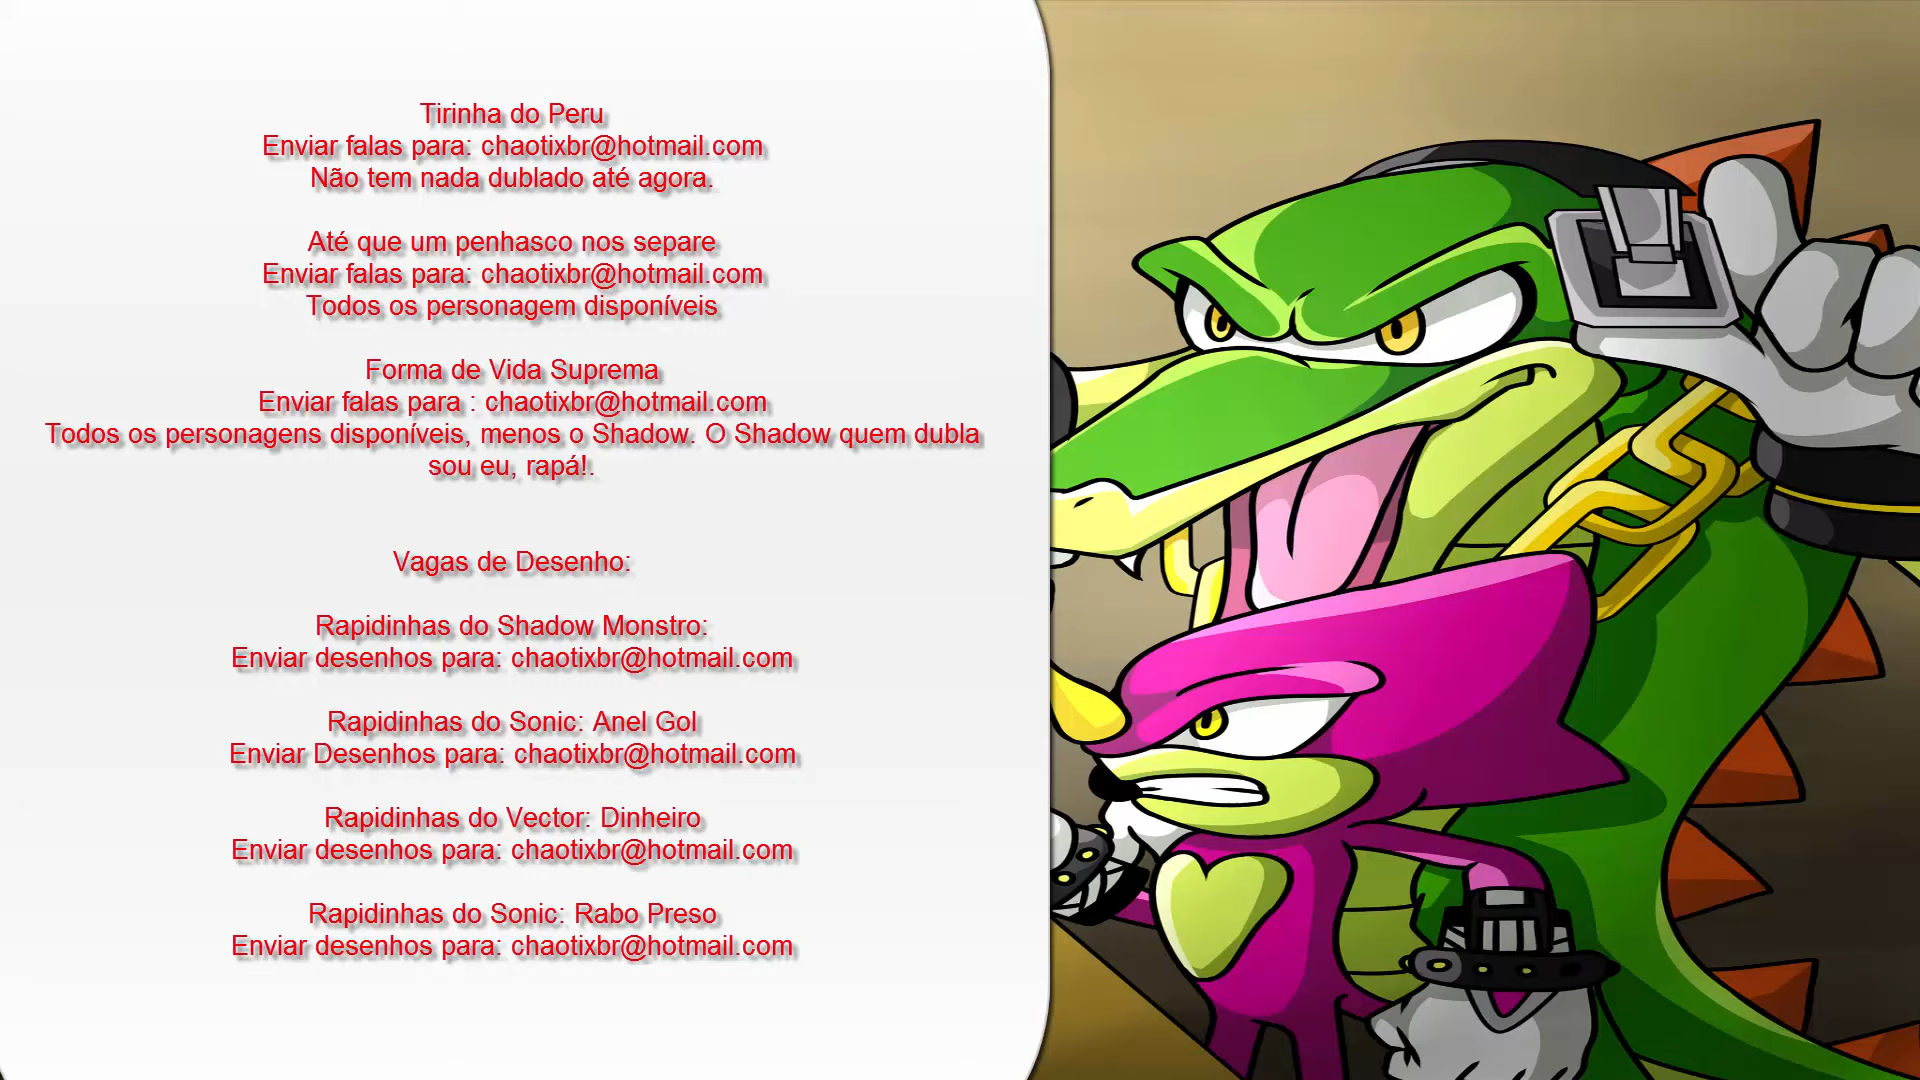 Tirinha do Peru
Enviar falas para: chaotixbr@hotmail.com
Não tem nada dublado até agora.
Até que um penhasco nos separe
Enviar falas para: chaotixbr@hotmail.com
Todos os personagem disponíveis
Forma de Vida Suprema
Enviar falas para : chaotixbr@hotmail.com
Todos os personagens disponíveis, menos o Shadow. O Shadow quem dubla
sou eu, rapá!.
Vagas de Desenho:
Rapidinhas do Shadow Monstro:
Enviar desenhos para: chaotixbr@hotmail.com
Rapidinhas do Sonic: Anel Gol
Enviar Desenhos para: chaotixbr@hotmail.com
Rapidinhas do Vector: Dinheiro
Enviar desenhos para: chaotixbr@hotmail.com
Rapidinhas do Sonic: Rabo Preso
Enviar desenhos para: chaotixbr@hotmail.com